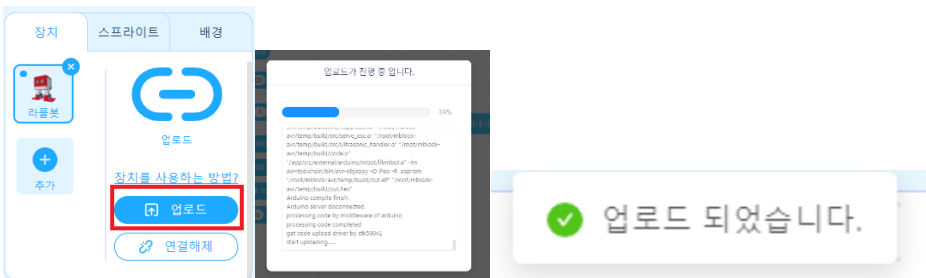 장치
스프라이트
배경
라플봇
업로드
추가
장치를 사용하는 방법?
업로드
연결해제
업로드가 진행 중 입니다.
39%
avr/temp/build/src/servo_osc.o" "/root/mblock-
avr/temp/build/src/Ultrasonic_handler.o" "/root/mblock-
avr/temp/build/code.o"
"/app/src/external/arduino/mbot/libmbot.a" -lm
avr-toolchain/bin/avr-objcopy -O ihex -R .eeprom
"/root/mblock-avr/temp/build/out.elf" "/root/mblock-
avr/temp/build/out.hex"
Arduino compile finish.
Arduino server disconnected.
processing code by middleware of arduino
processing code completed
get code upload driver by stk500v1
start uploading.....
업로드 되었습니다.